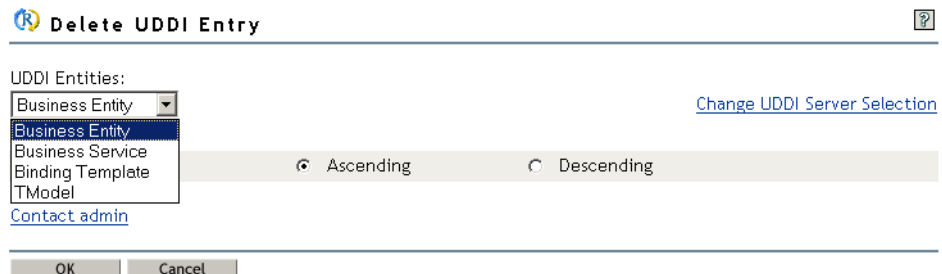 R Delete UDDI Entry ?
UDDI Entities:
Business Entity
Change UDDI Server Selection
Business Entity
Business Service
Binding Template
TModel
Ascending Descending
Contact admin
OK Cancel